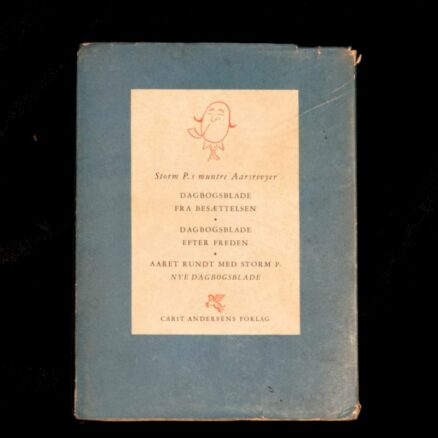 Storm P.s muntre Aarsrevyer
DAGBOGSBLADE
FRA BESÆTTELSEN
•
DAGBOGSBLADE
EFTER FREDEN
•
AARET RUNDT MED STORM P.
NYE DAGBOGSBLADE
CARIT ANDERSENS FORLAG